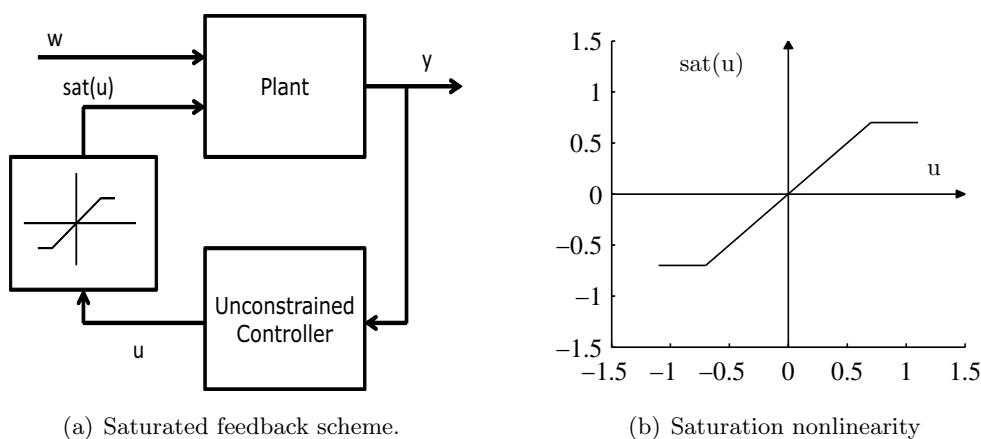 w
sat(u)
Plant
y
Unconstrained
Controller
u
(a) Saturated feedback scheme.
1.5
sat(u)
1
0.5
u
0
−0.5
−1
−1.5
−1.5 −1 −0.5 0 0.5 1 1.5
(b) Saturation nonlinearity